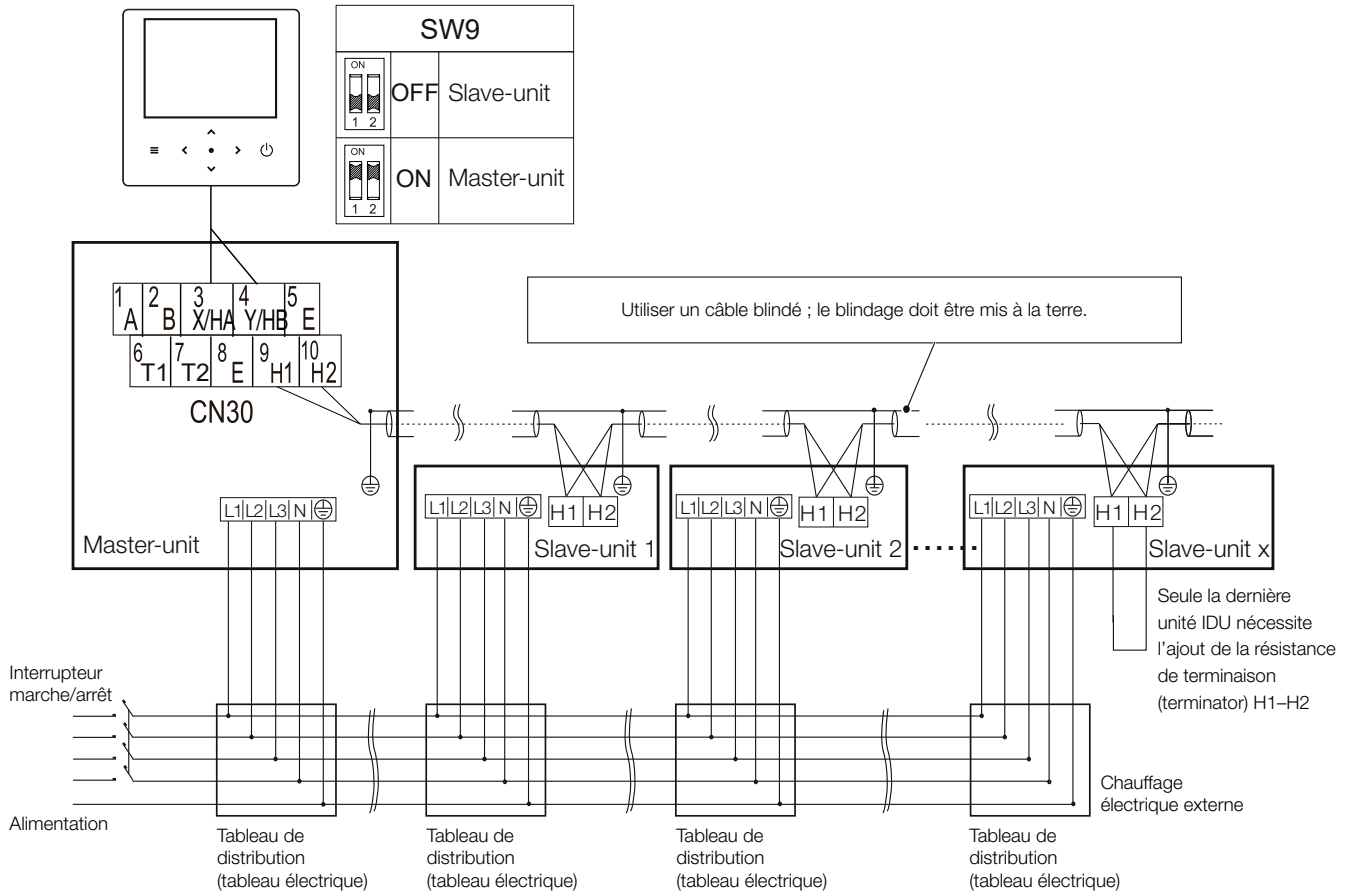 SW9
ON
1 2
OFF
Slave-unit
ON
1 2
ON
Master-unit
1 A
2 B
3 X/HA
4 Y/HB
5 E
6 T1
7 T2
8 E
9 H1
10 H2
CN30
Utiliser un câble blindé ; le blindage doit être mis à la terre.
L1 L2 L3 N
Master-unit
L1 L2 L3 N
H1 H2
Slave-unit 1
L1 L2 L3 N
H1 H2
Slave-unit 2
L1 L2 L3 N
H1 H2
Slave-unit x
Seule la dernière
unité IDU nécessite
l'ajout de la résistance
de terminaison
(terminator) H1–H2
Interrupteur
marche/arrêt
Alimentation
Chauffage
électrique externe
Tableau de
distribution
(tableau électrique)
Tableau de
distribution
(tableau électrique)
Tableau de
distribution
(tableau électrique)
Tableau de
distribution
(tableau électrique)